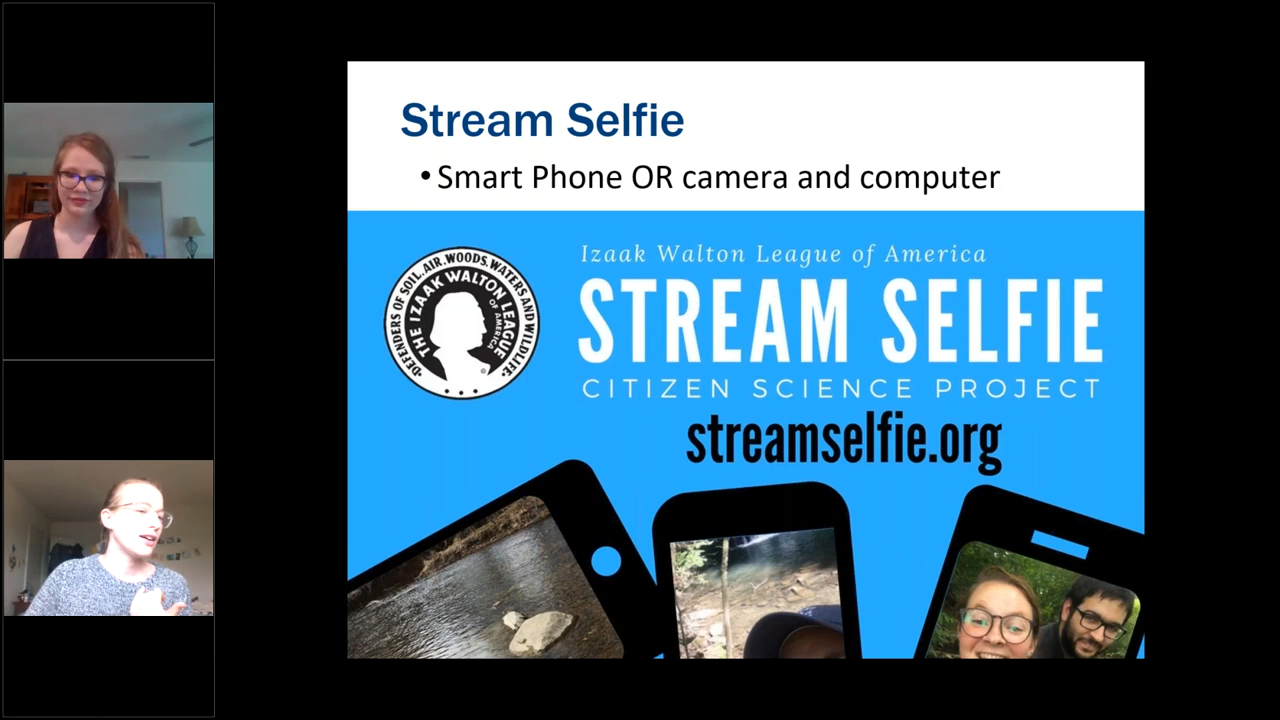 Stream Selfie
• Smart Phone OR camera and computer
DEFENDERS OF SOIL. AIR. WOODS. WATERS AND WILDLIFE
THE IZAAK WALTON LEAGUE
OF AMERICA
Izaak Walton League of America
STREAM SELFIE
CITIZEN SCIENCE PROJECT
streamselfie.org